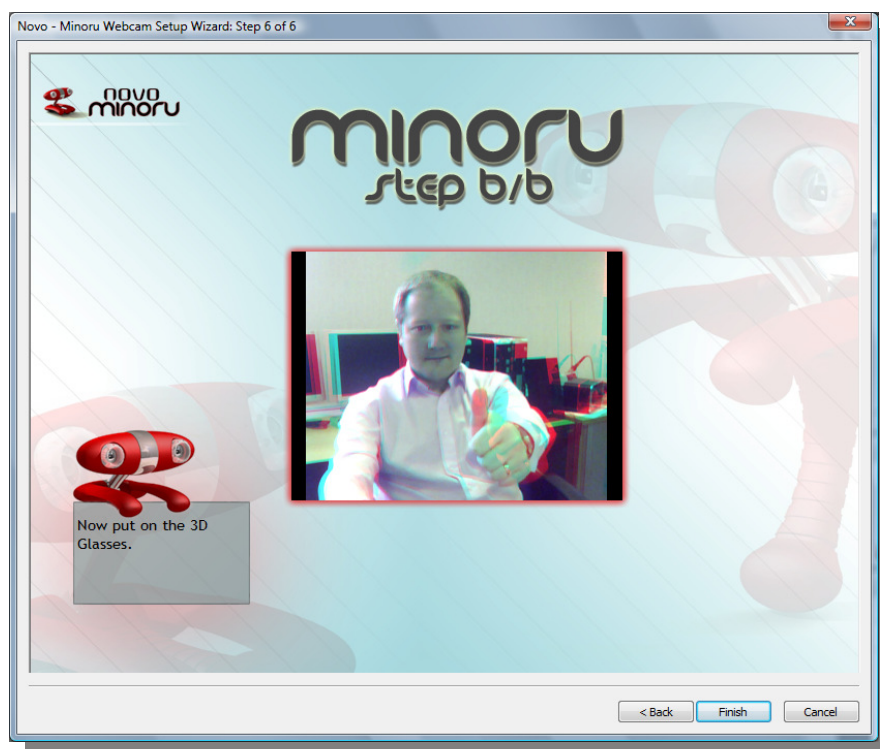 Novo - Minoru Webcam Setup Wizard: Step 6 of 6
novo
minoru
minoru
step 6/6
Now put on the 3D
Glasses.
< Back
Finish
Cancel